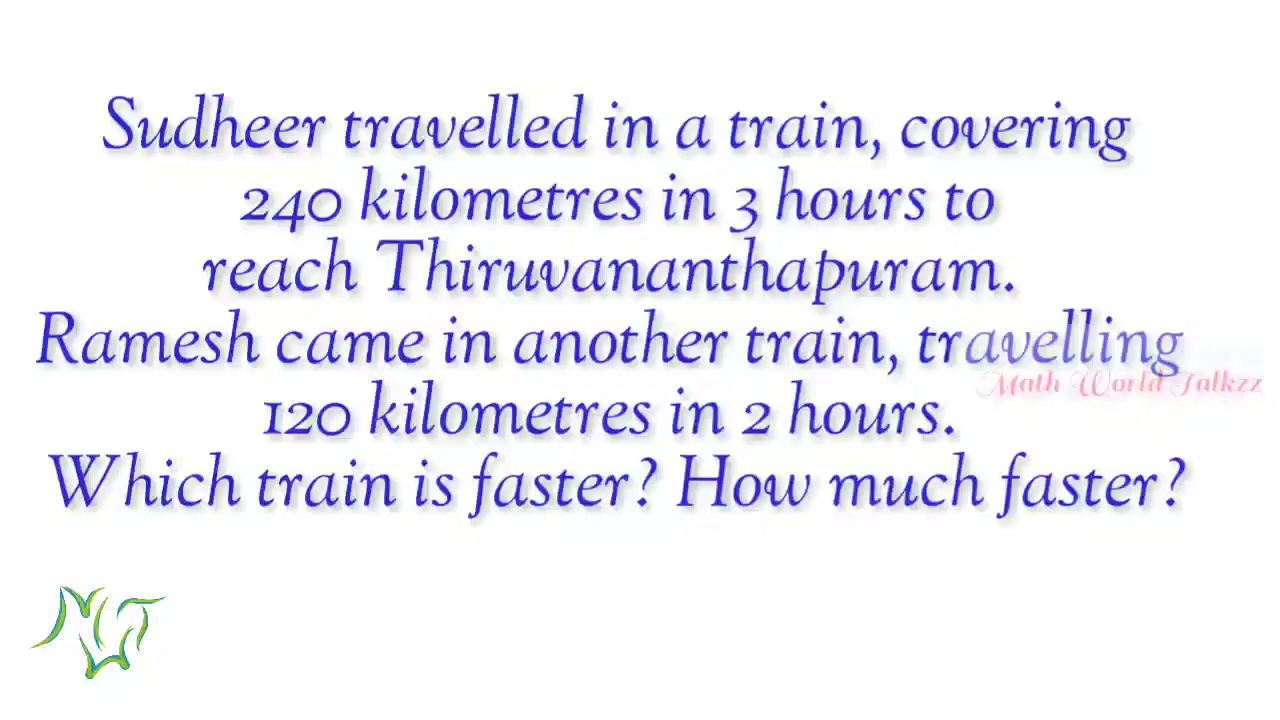 Sudheer travelled in a train, covering
240 kilometres in 3 hours to
reach Thiruvananthapuram.
Ramesh came in another train, travelling
Math World Talkzz
120 kilometres in 2 hours.
Which train is faster? How much faster?
MWT